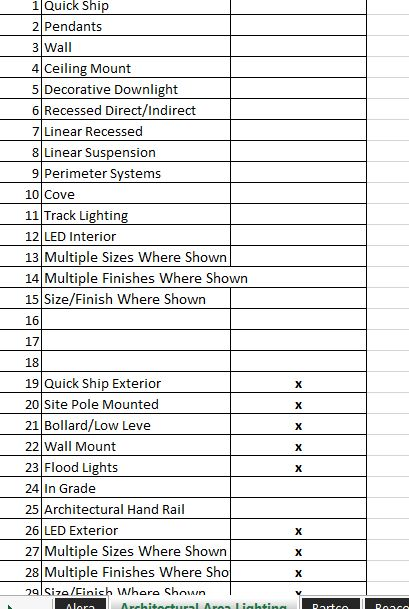 1 Quick Ship
2 Pendants
3 Wall
4 Ceiling Mount
5 Decorative Downlight
6 Recessed Direct/Indirect
7 Linear Recessed
8 Linear Suspension
9 Perimeter Systems
10 Cove
11 Track Lighting
12 LED Interior
13 Multiple Sizes Where Shown
14 Multiple Finishes Where Shown
15 Size/Finish Where Shown
16
17
18
19 Quick Ship Exterior x
20 Site Pole Mounted x
21 Bollard/Low Leve x
22 Wall Mount x
23 Flood Lights x
24 In Grade
25 Architectural Hand Rail
26 LED Exterior x
27 Multiple Sizes Where Shown x
28 Multiple Finishes Where Sho x
29 Size/Finish Where Shown x
Alera Architectural Area Lighting Bartco Beaco